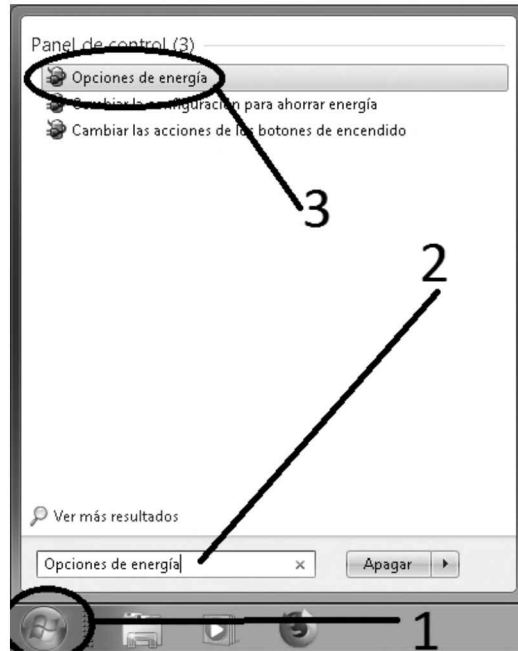 Panel de control (3)
Opciones de energía
Cambiar la configuración para ahorrar energía
Cambiar las acciones de los botones de encendido
3
2
Ver más resultados
Opciones de energía
Apagar
1